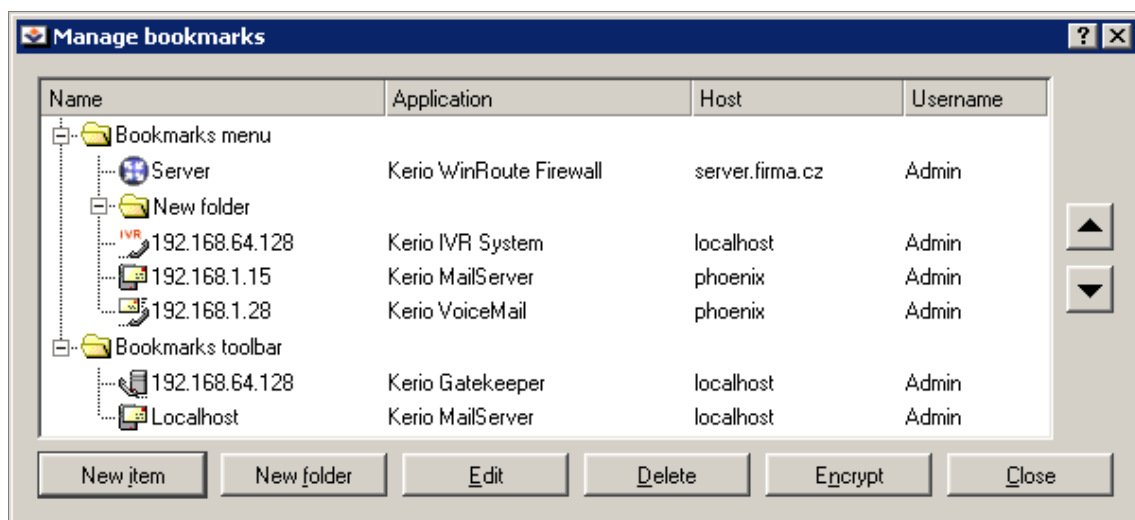 Manage bookmarks
Name Application Host Username
Bookmarks menu
Server Kerio WinRoute Firewall server.firma.cz Admin
New folder
IVR 192.168.64.128 Kerio IVR System localhost Admin
192.168.1.15 Kerio MailServer phoenix Admin
192.168.1.28 Kerio VoiceMail phoenix Admin
Bookmarks toolbar
192.168.64.128 Kerio Gatekeeper localhost Admin
Localhost Kerio MailServer localhost Admin
New item New folder Edit Delete Encrypt Close